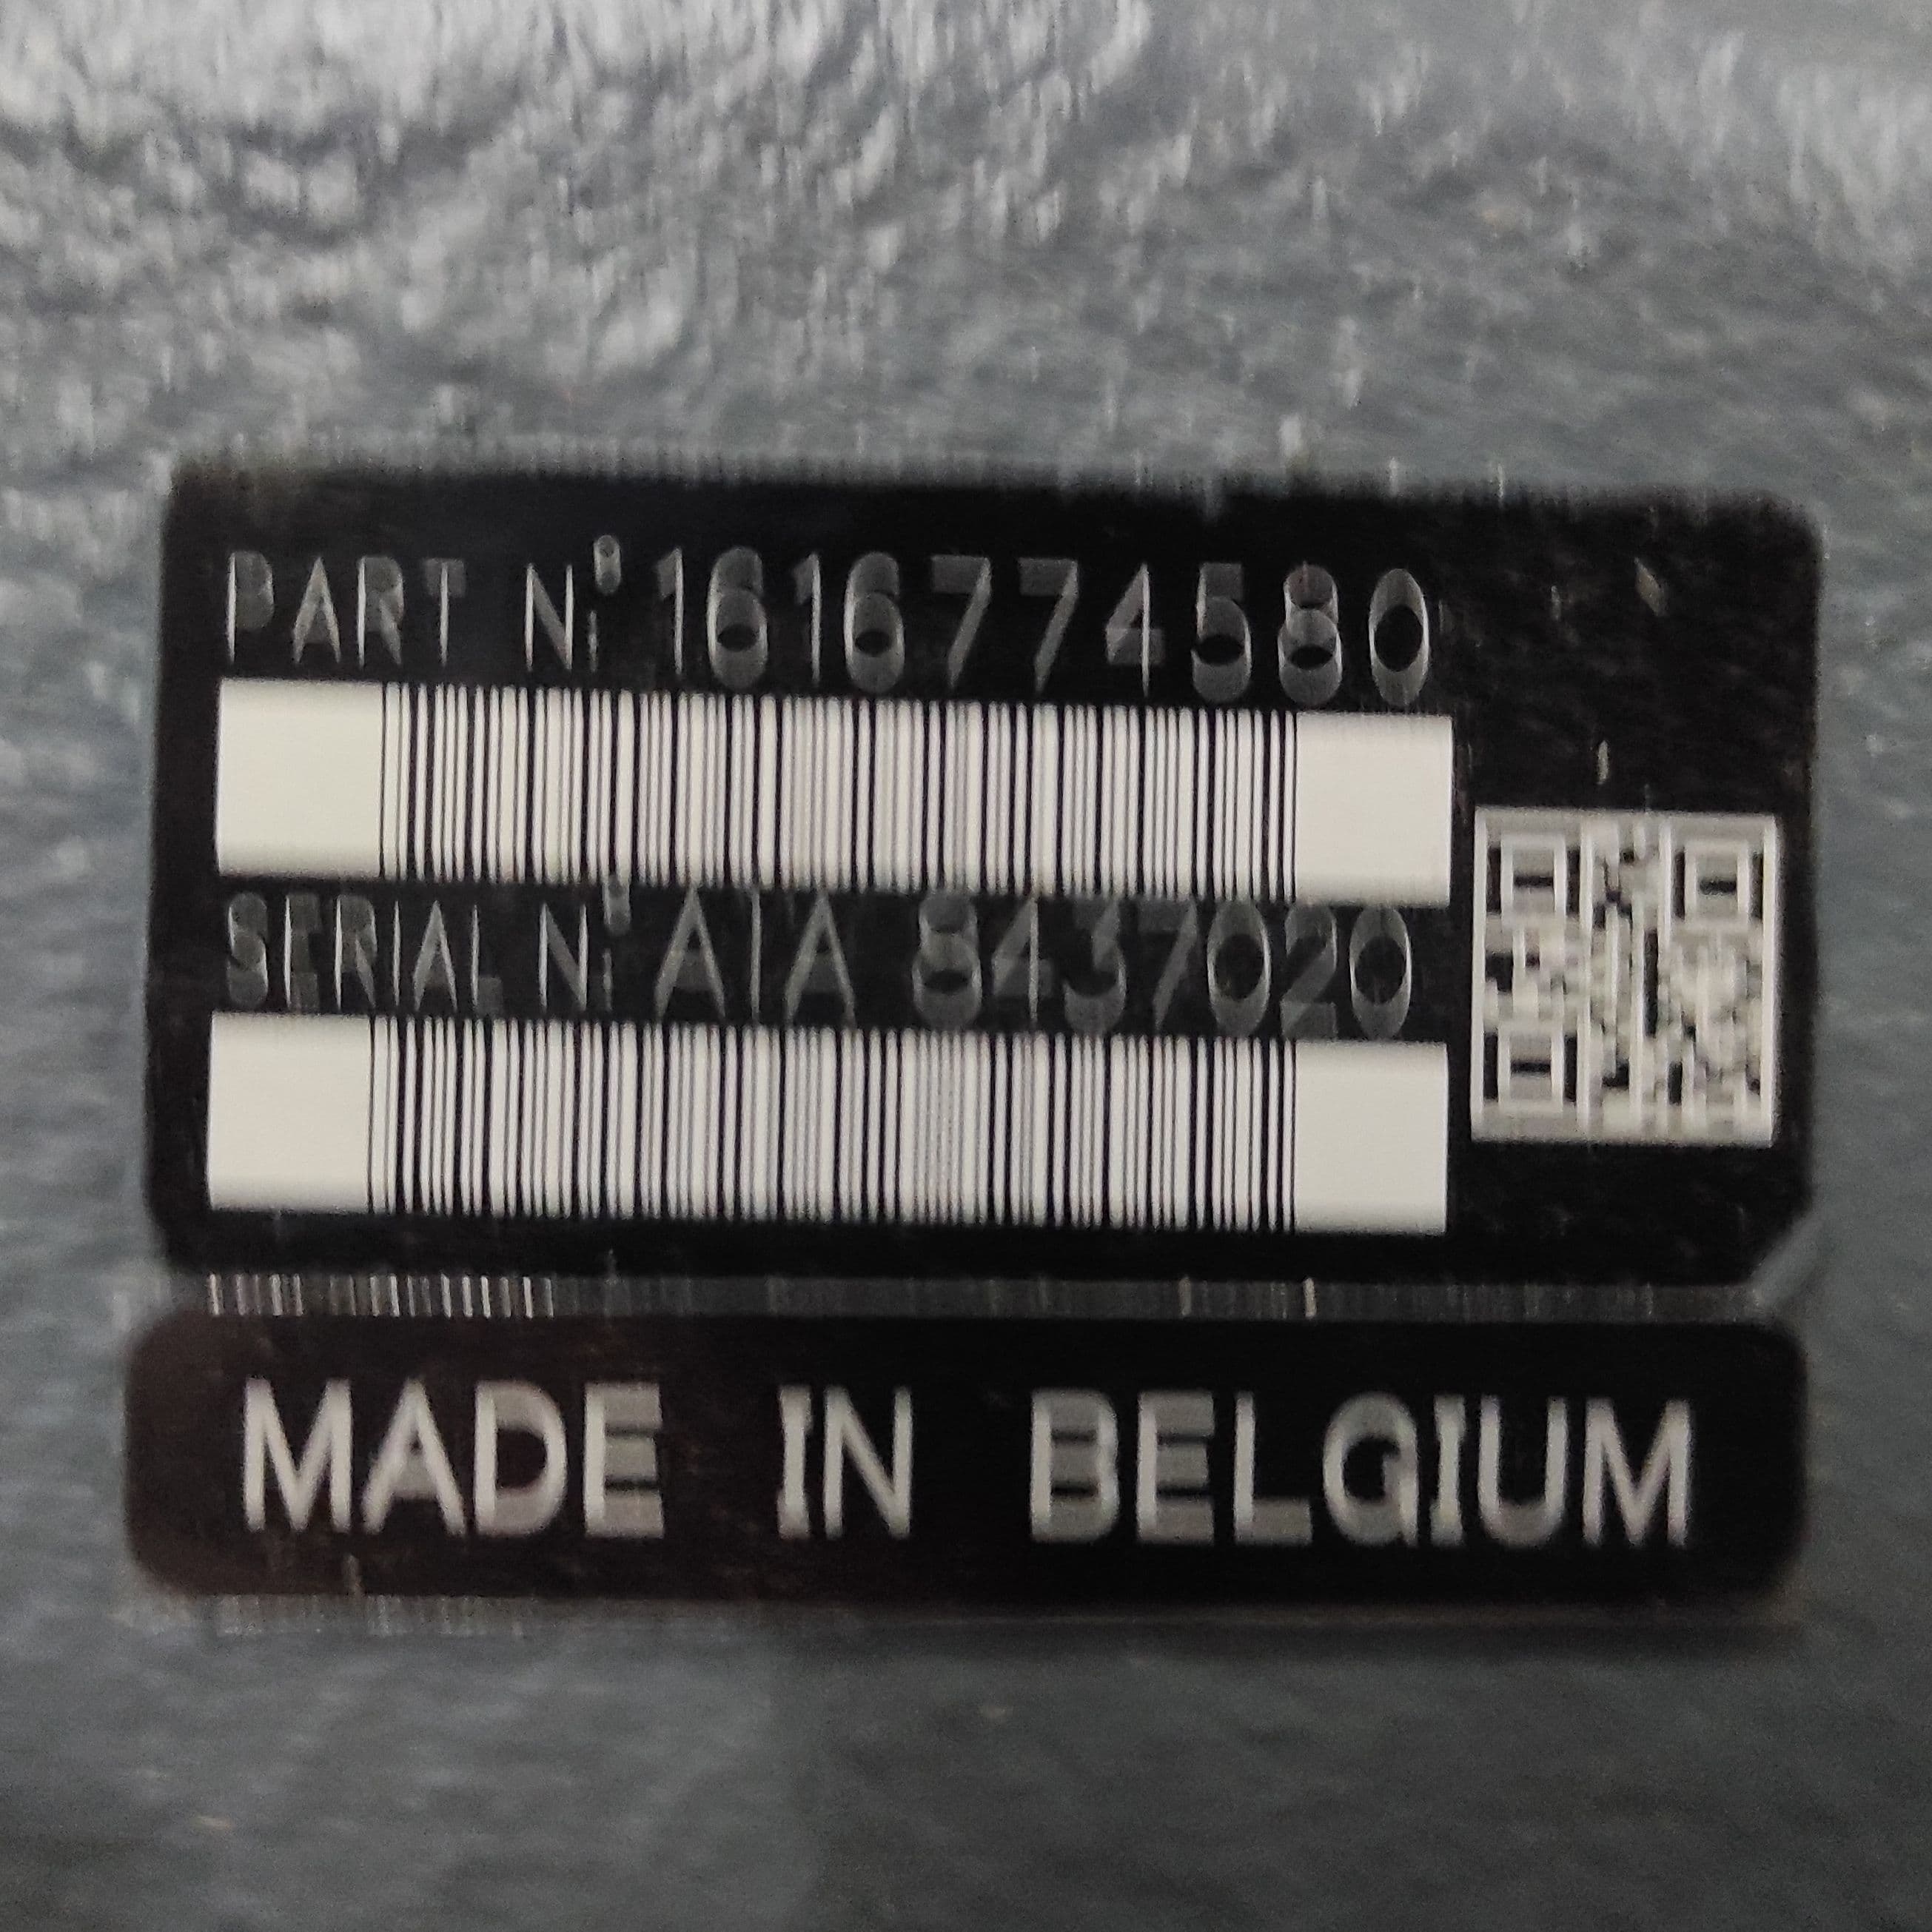 PART N° 1616774580
SERIAL N° AIA 8437020
MADE IN BELGIUM